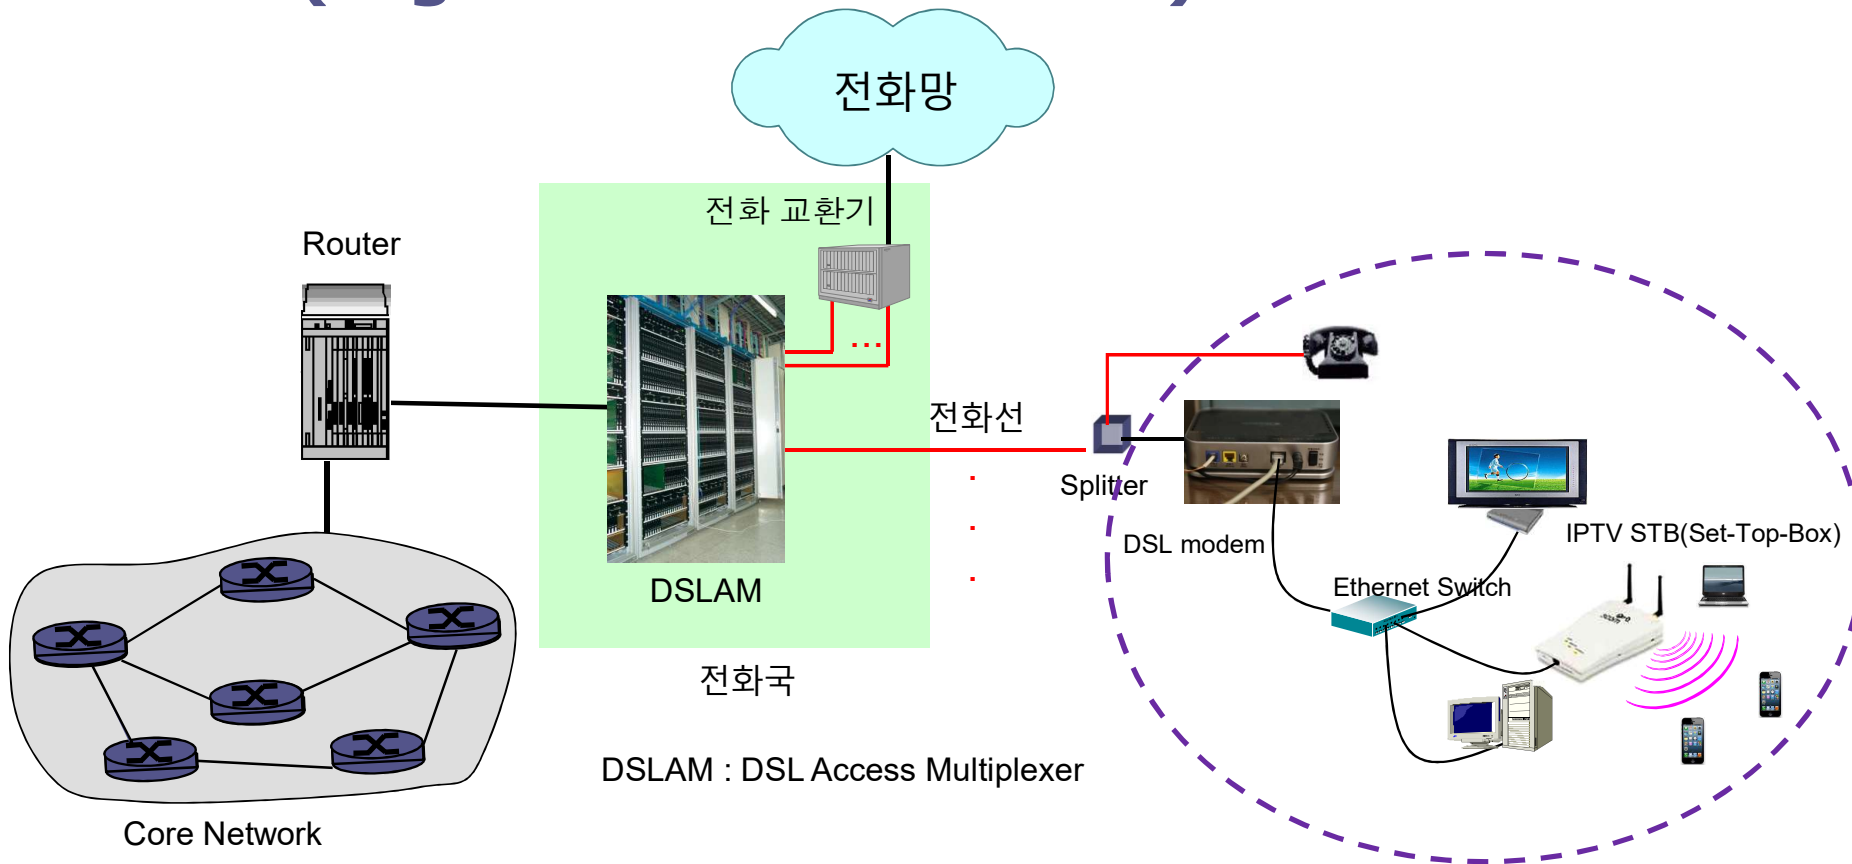 전화망
전화 교환기
Router
...
전화선
Splitter
DSL modem
IPTV STB(Set-Top-Box)
Ethernet Switch
DSLAM
전화국
DSLAM : DSL Access Multiplexer
Core Network